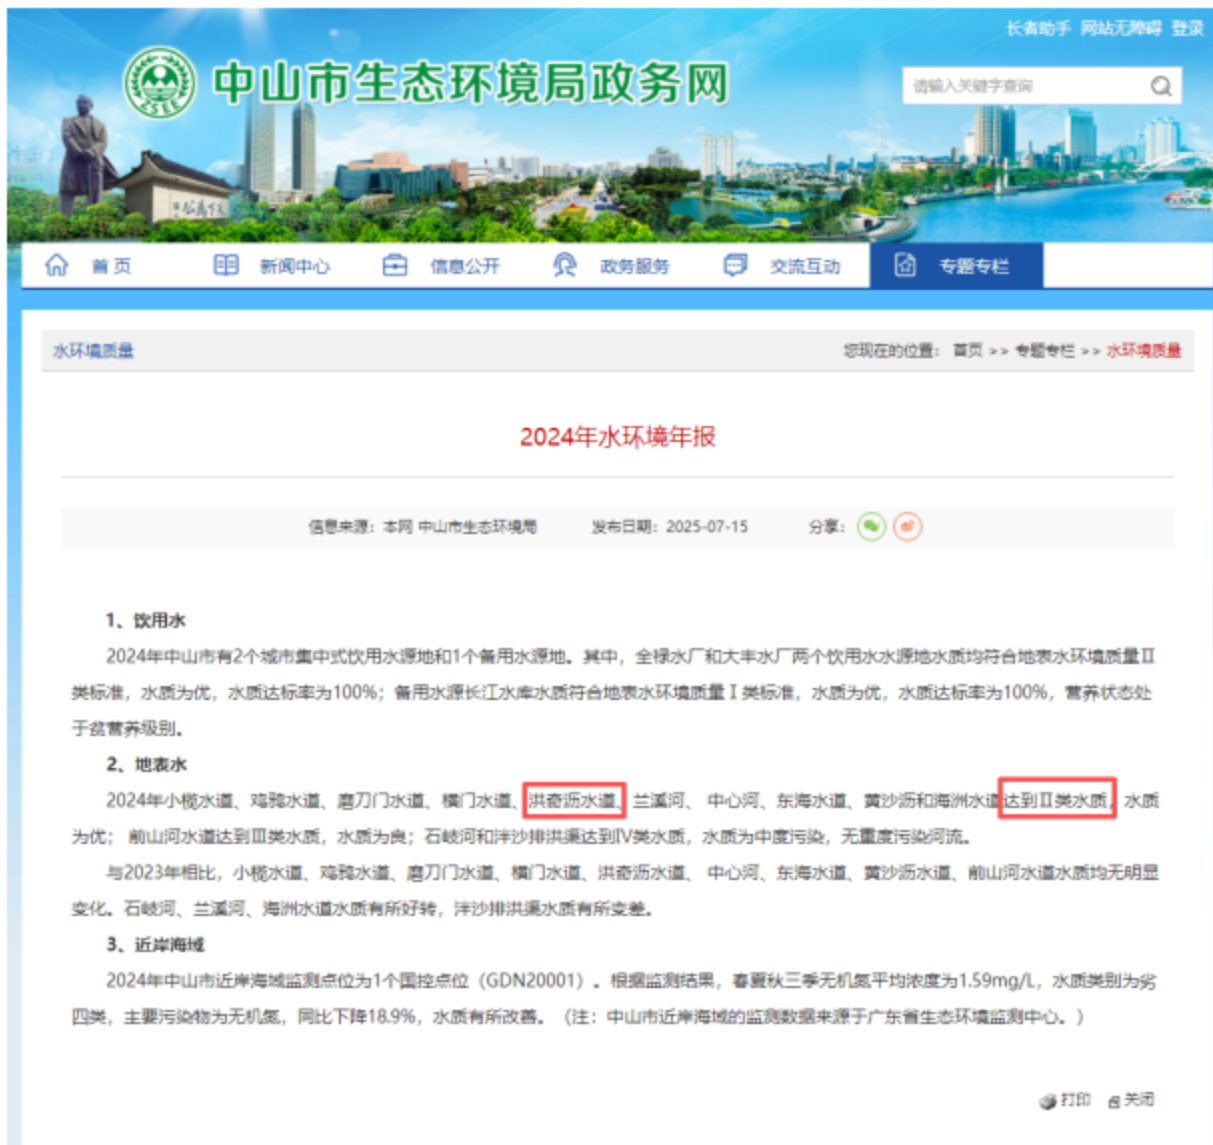 长者助手 网站无障碍 登录
中山市生态环境局政务网
ZSEE
请输入关键字查询
天下为公
首页 新闻中心 信息公开 政务服务 交流互动 专题专栏
水环境质量 您现在的位置： 首页 >> 专题专栏 >> 水环境质量
2024年水环境年报
信息来源：本网 中山市生态环境局 发布日期：2025-07-15 分享：
1、饮用水
2024年中山市有2个城市集中式饮用水源地和1个备用水源地。其中，全禄水厂和大丰水厂两个饮用水水源地水质均符合地表水环境质量Ⅱ
类标准，水质为优，水质达标率为100%；备用水源长江水库水质符合地表水环境质量Ⅰ类标准，水质为优，水质达标率为100%，营养状态处
于贫营养级别。
2、地表水
2024年小榄水道、鸡鸦水道、磨刀门水道、横门水道、洪奇沥水道、兰溪河、 中心河、东海水道、黄沙沥和海洲水道达到Ⅱ类水质，水质
为优； 前山河水道达到Ⅲ类水质，水质为良；石岐河和泮沙排洪渠达到Ⅳ类水质，水质为中度污染，无重度污染河流。
与2023年相比，小榄水道、鸡鸦水道、磨刀门水道、横门水道、洪奇沥水道、 中心河、东海水道、黄沙沥水道、前山河水道水质均无明显
变化。石岐河、兰溪河、海洲水道水质有所好转，泮沙排洪渠水质有所变差。
3、近岸海域
2024年中山市近岸海域监测点位为1个国控点位（GDN20001）。根据监测结果，春夏秋三季无机氮平均浓度为1.59mg/L，水质类别为劣
四类，主要污染物为无机氮，同比下降18.9%，水质有所改善。（注：中山市近岸海域的监测数据来源于广东省生态环境监测中心。）
打印 关闭